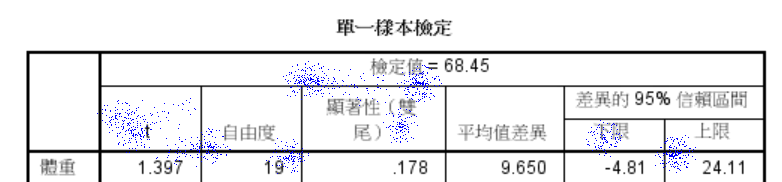 單一樣本檢定
檢定值 = 68.45
差異的 95% 信賴區間
顯著性（雙
t 自由度 尾） 平均值差異 下限 上限
體重 1.397 19 .178 9.650 -4.81 24.11